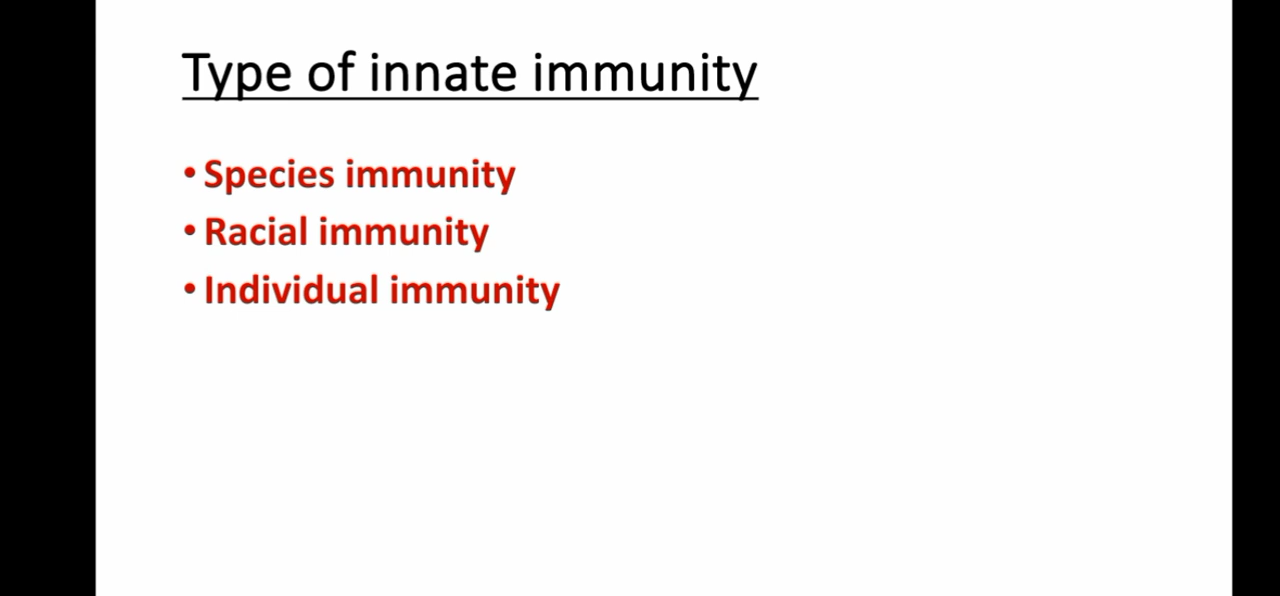 Type of innate immunity
• Species immunity
• Racial immunity
• Individual immunity